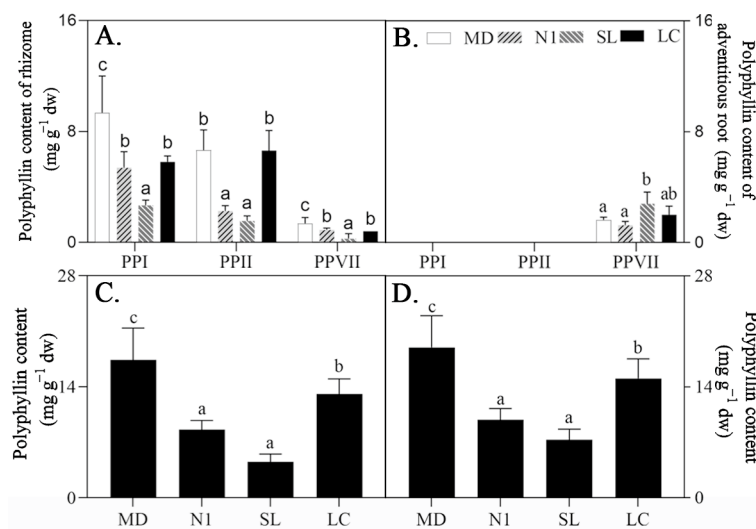 16
A.
B.
MD N1 SL LC
16
Polyphyllin content of rhizome
(mg g⁻¹ dw)
Polyphyllin content of
adventitious root (mg g⁻¹ dw)
c
b
a
b
b
a
a
b
c
b
a
b
a
a
b
ab
8
8
0
0
PPI PPII PPVII
PPI PPII PPVII
28
C.
D.
28
Polyphyllin content
(mg g⁻¹ dw)
Polyphyllin content
(mg g⁻¹ dw)
c
a
a
b
c
a
a
b
14
14
0
0
MD N1 SL LC
MD N1 SL LC